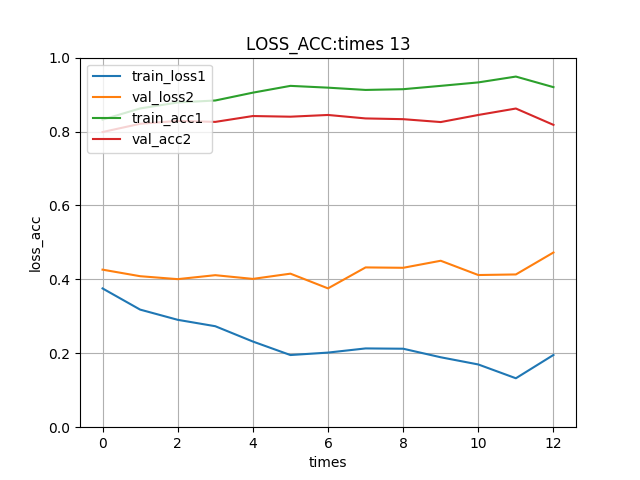 LOSS_ACC:times 13
train_loss1
val_loss2
train_acc1
val_acc2
1.0
0.8
0.6
0.4
0.2
0.0
loss_acc
0 2 4 6 8 10 12
times